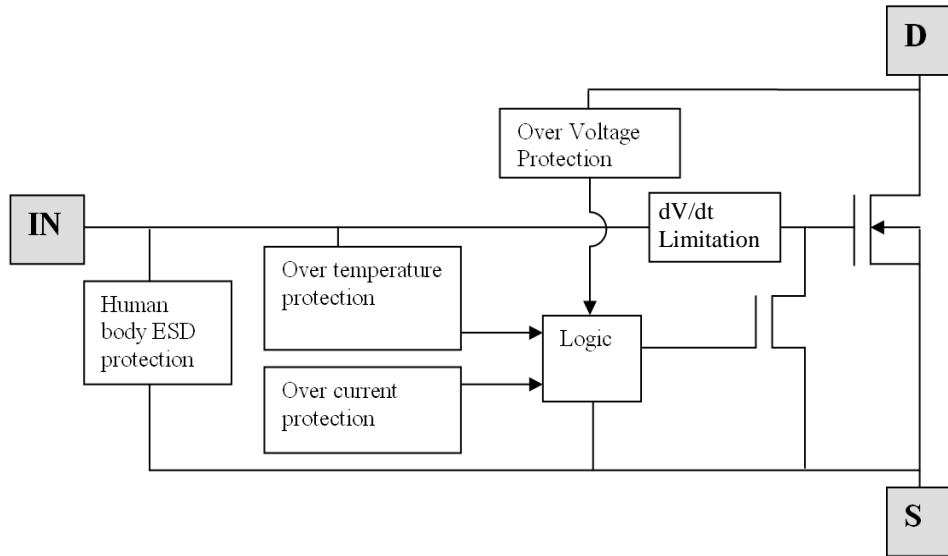 D
Over Voltage
Protection
IN
dV/dt
Limitation
Over temperature
protection
Human
body ESD
protection
Logic
Over current
protection
S